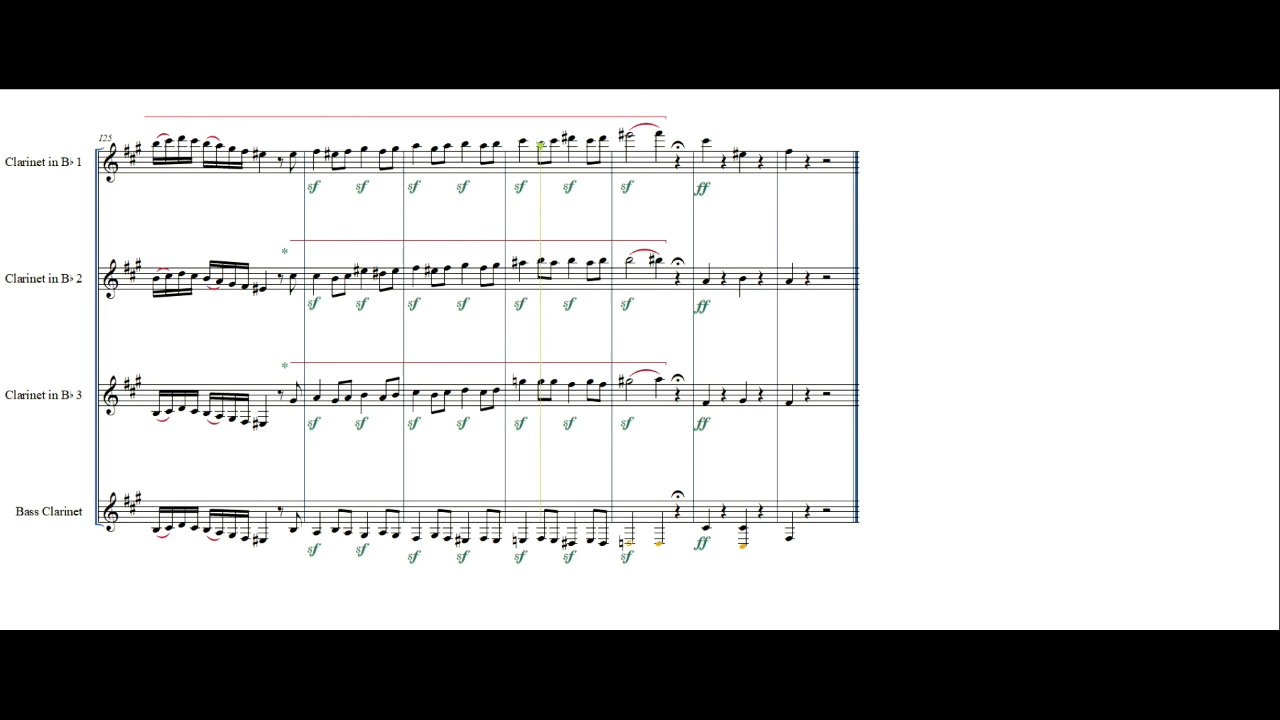 125
Clarinet in B♭ 1
sf sf sf sf sf sf sf ff
*
Clarinet in B♭ 2
sf sf sf sf sf sf sf ff
*
Clarinet in B♭ 3
sf sf sf sf sf sf sf ff
Bass Clarinet
sf sf sf sf sf sf sf ff